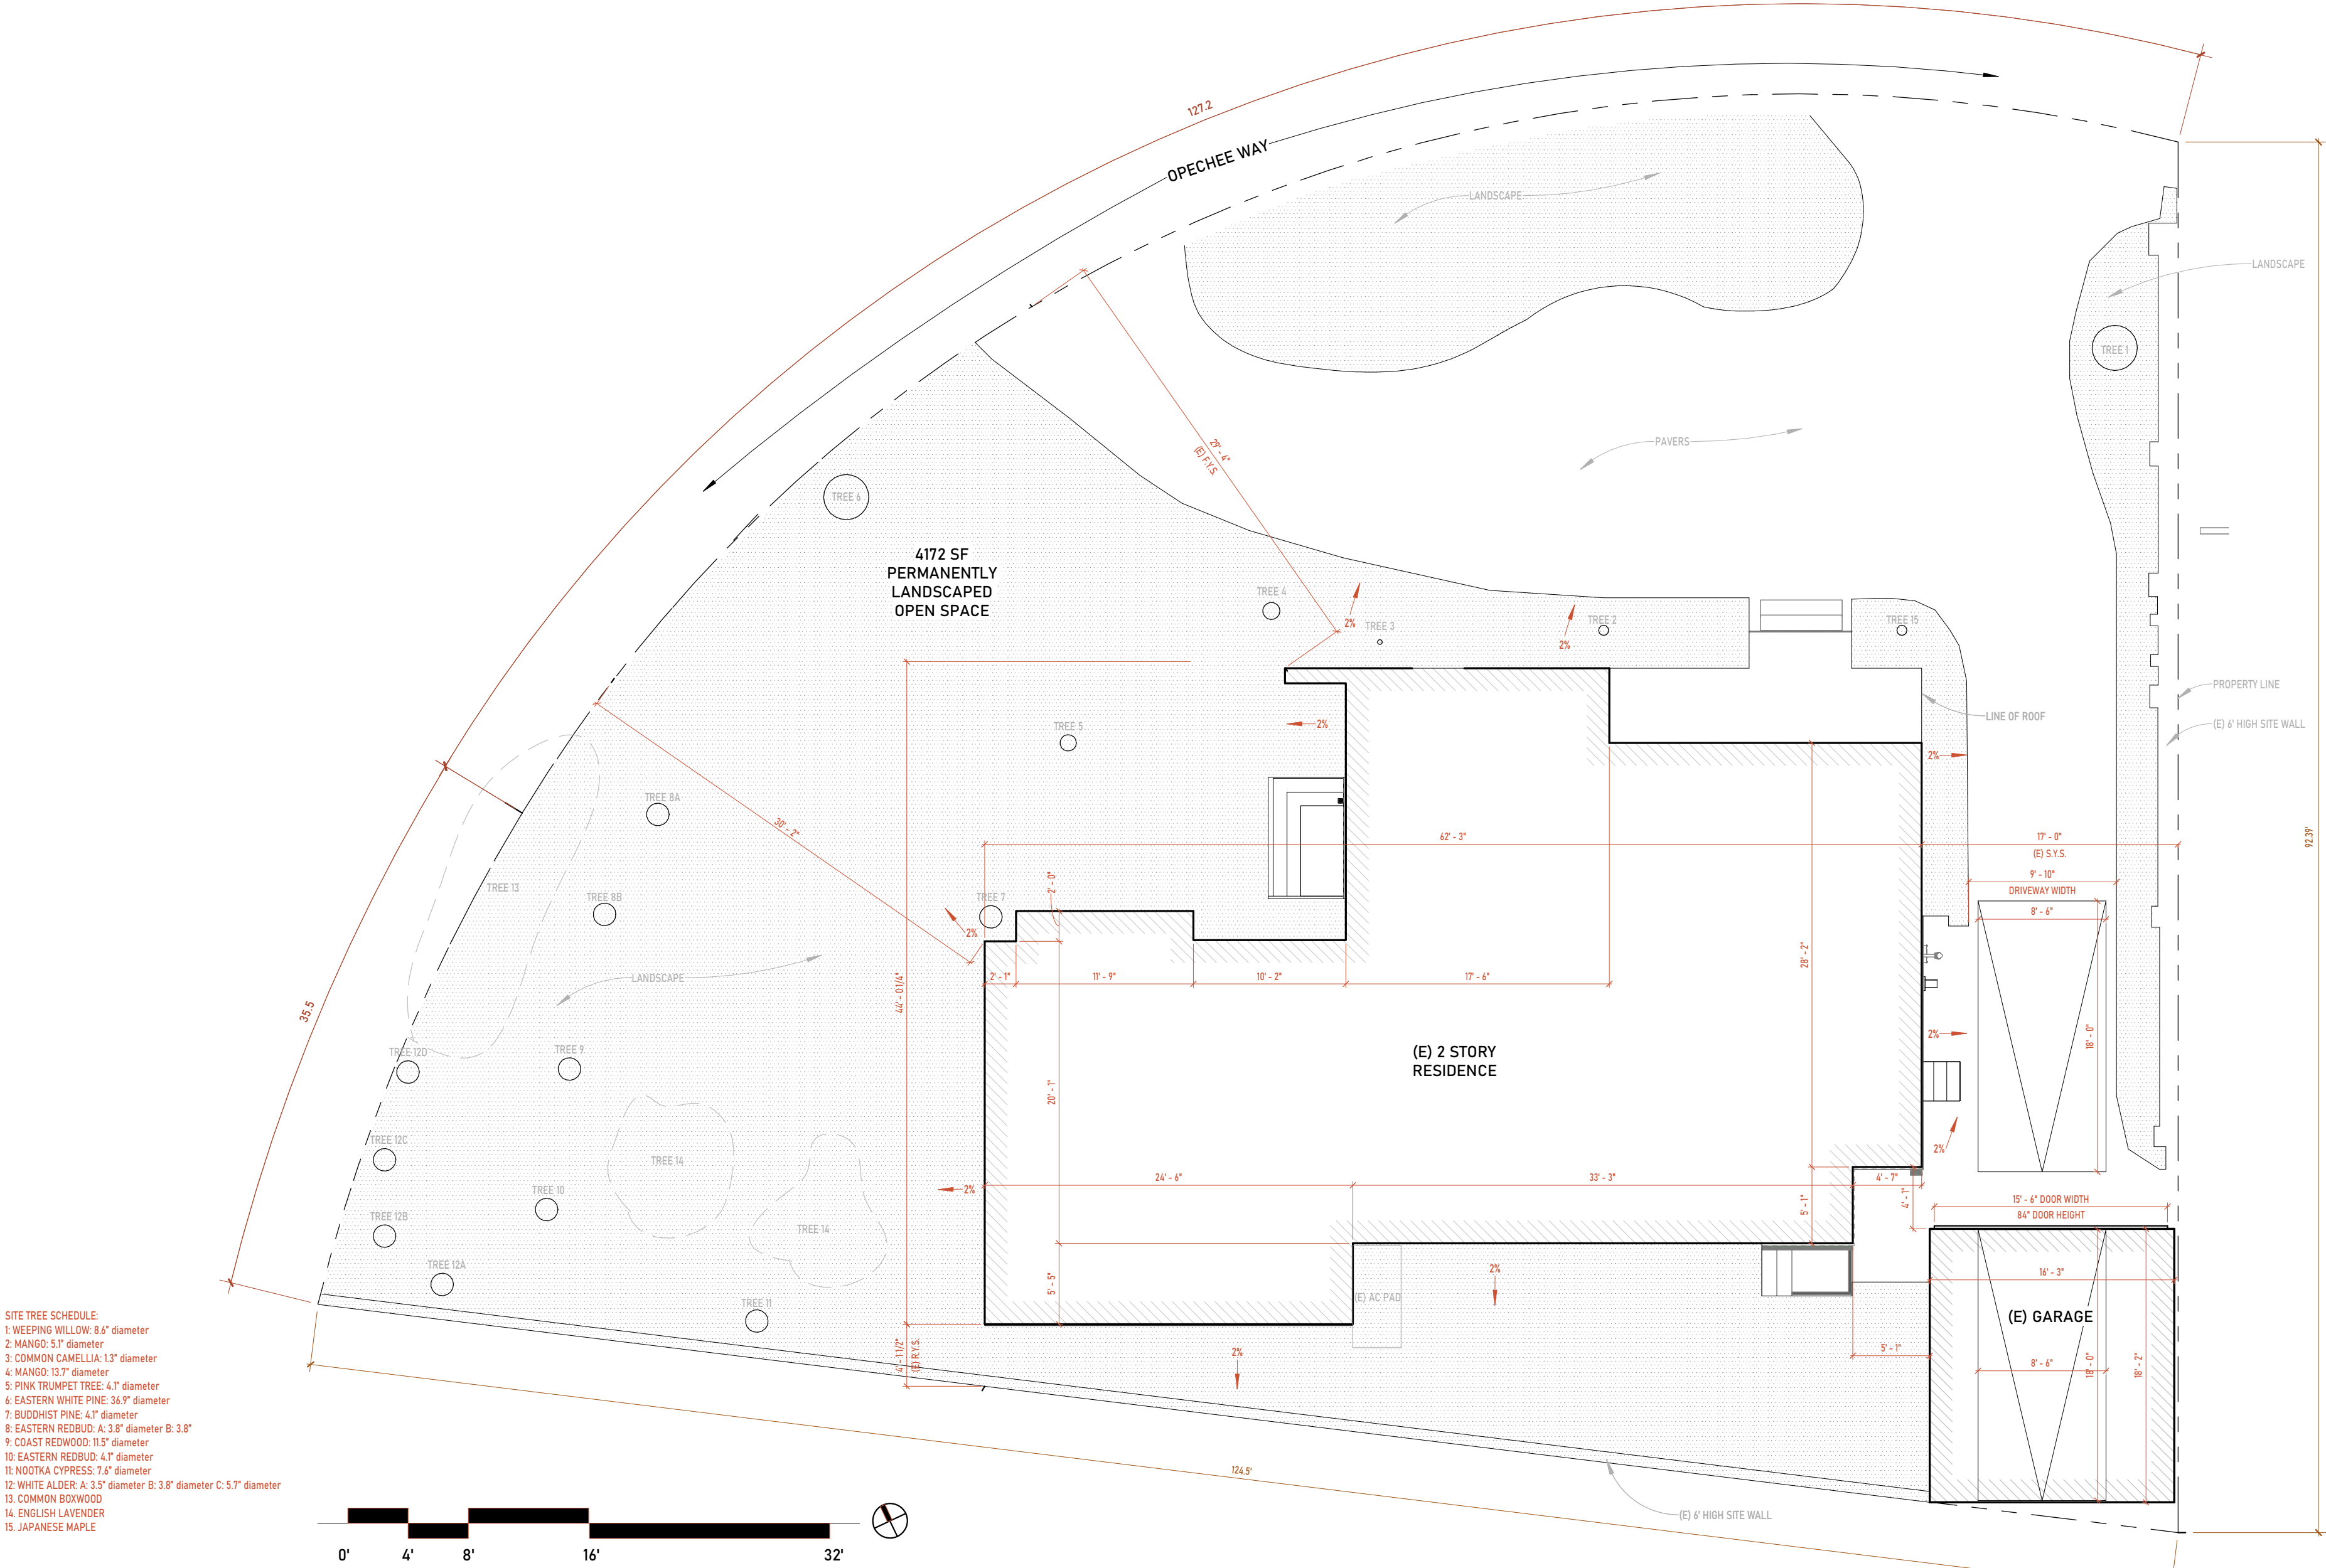 127.2
OPECHEE WAY
LANDSCAPE
LANDSCAPE
TREE 1
PAVERS
29' - 4"
(E) F.Y.S.
TREE 6
4172 SF
PERMANENTLY
LANDSCAPED
OPEN SPACE
TREE 4
2%
TREE 3
2%
TREE 2
TREE 15
PROPERTY LINE
LINE OF ROOF
(E) 6' HIGH SITE WALL
TREE 5
2%
2%
TREE 8A
30' - 2"
62' - 3"
17' - 0"
(E) S.Y.S.
92.39'
9' - 10"
DRIVEWAY WIDTH
8' - 6"
TREE 13
TREE 8B
TREE 7
2' - 0"
2%
28' - 2"
LANDSCAPE
44' - 0 1/4"
2' - 1"
11' - 9"
10' - 2"
17' - 6"
35.5
18' - 0"
2%
TREE 12D
TREE 9
(E) 2 STORY
RESIDENCE
20' - 1"
TREE 12C
TREE 14
2%
24' - 6"
33' - 3"
4' - 7"
2%
TREE 10
5' - 1"
4' - 1"
15' - 6" DOOR WIDTH
84" DOOR HEIGHT
TREE 12B
TREE 14
TREE 12A
5' - 5"
2%
16' - 3"
(E) AC PAD
TREE 11
(E) GARAGE
4' - 1 1/2"
(E) R.Y.S.
2%
5' - 1"
8' - 6"
18' - 0"
18' - 2"
124.5'
(E) 6' HIGH SITE WALL
SITE TREE SCHEDULE:
1: WEEPING WILLOW: 8.6" diameter
2: MANGO: 5.1" diameter
3: COMMON CAMELLIA: 1.3" diameter
4: MANGO: 13.7" diameter
5: PINK TRUMPET TREE: 4.1" diameter
6: EASTERN WHITE PINE: 36.9" diameter
7: BUDDHIST PINE: 4.1" diameter
8: EASTERN REDBUD: A: 3.8" diameter B: 3.8"
9: COAST REDWOOD: 11.5" diameter
10: EASTERN REDBUD: 4.1" diameter
11: NOOTKA CYPRESS: 7.6" diameter
12: WHITE ALDER: A: 3.5" diameter B: 3.8" diameter C: 5.7" diameter
13. COMMON BOXWOOD
14. ENGLISH LAVENDER
15. JAPANESE MAPLE
0' 4' 8' 16' 32'